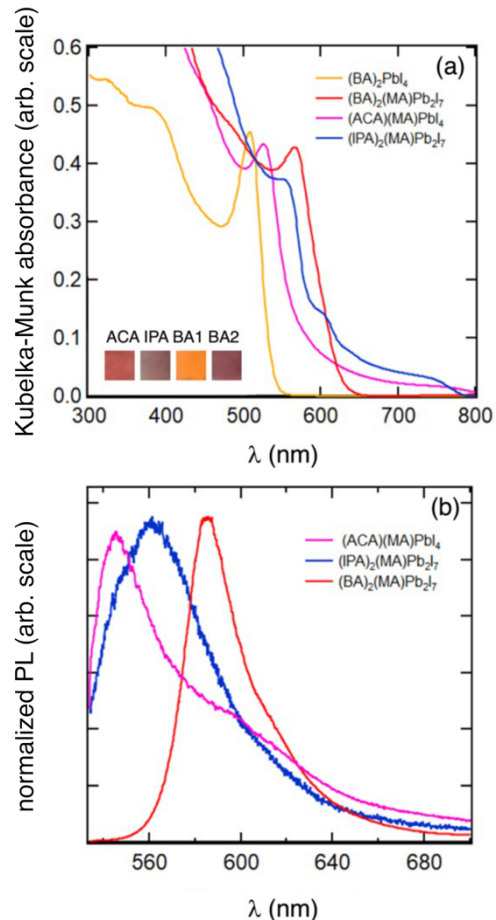 Kubelka-Munk absorbance (arb. scale)
0.6
0.5
0.4
0.3
0.2
0.1
0.0
(a)
(BA)₂PbI₄
(BA)₂(MA)Pb₂I₇
(ACA)(MA)PbI₄
(IPA)₂(MA)Pb₂I₇
ACA IPA BA1 BA2
300 400 500 600 700 800
λ (nm)
normalized PL (arb. scale)
(b)
(ACA)(MA)PbI₄
(IPA)₂(MA)Pb₂I₇
(BA)₂(MA)Pb₂I₇
560 600 640 680
λ (nm)